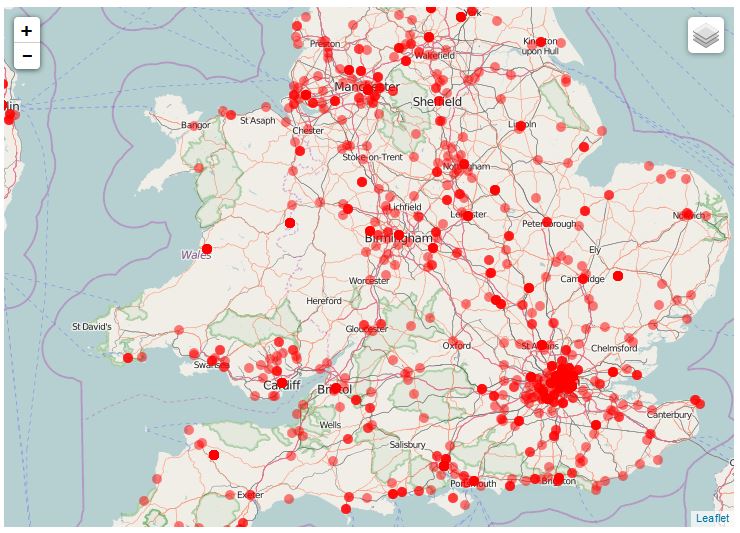 +
−
York
Preston
Kingston
upon Hull
Wakefield
Manchester
Sheffield
lin
Bangor
St Asaph
Chester
Lincoln
Stoke-on-Trent
Nottingham
Lichfield
Leicester
Peterborough
Norwich
Birmingham
Ely
Wales
Worcester
Cambridge
Hereford
St David's
Gloucester
Oxford
St Albans
Chelmsford
Swansea
Cardiff
Bristol
Canterbury
Wells
Salisbury
Portsmouth
Brighton
Exeter
Leaflet